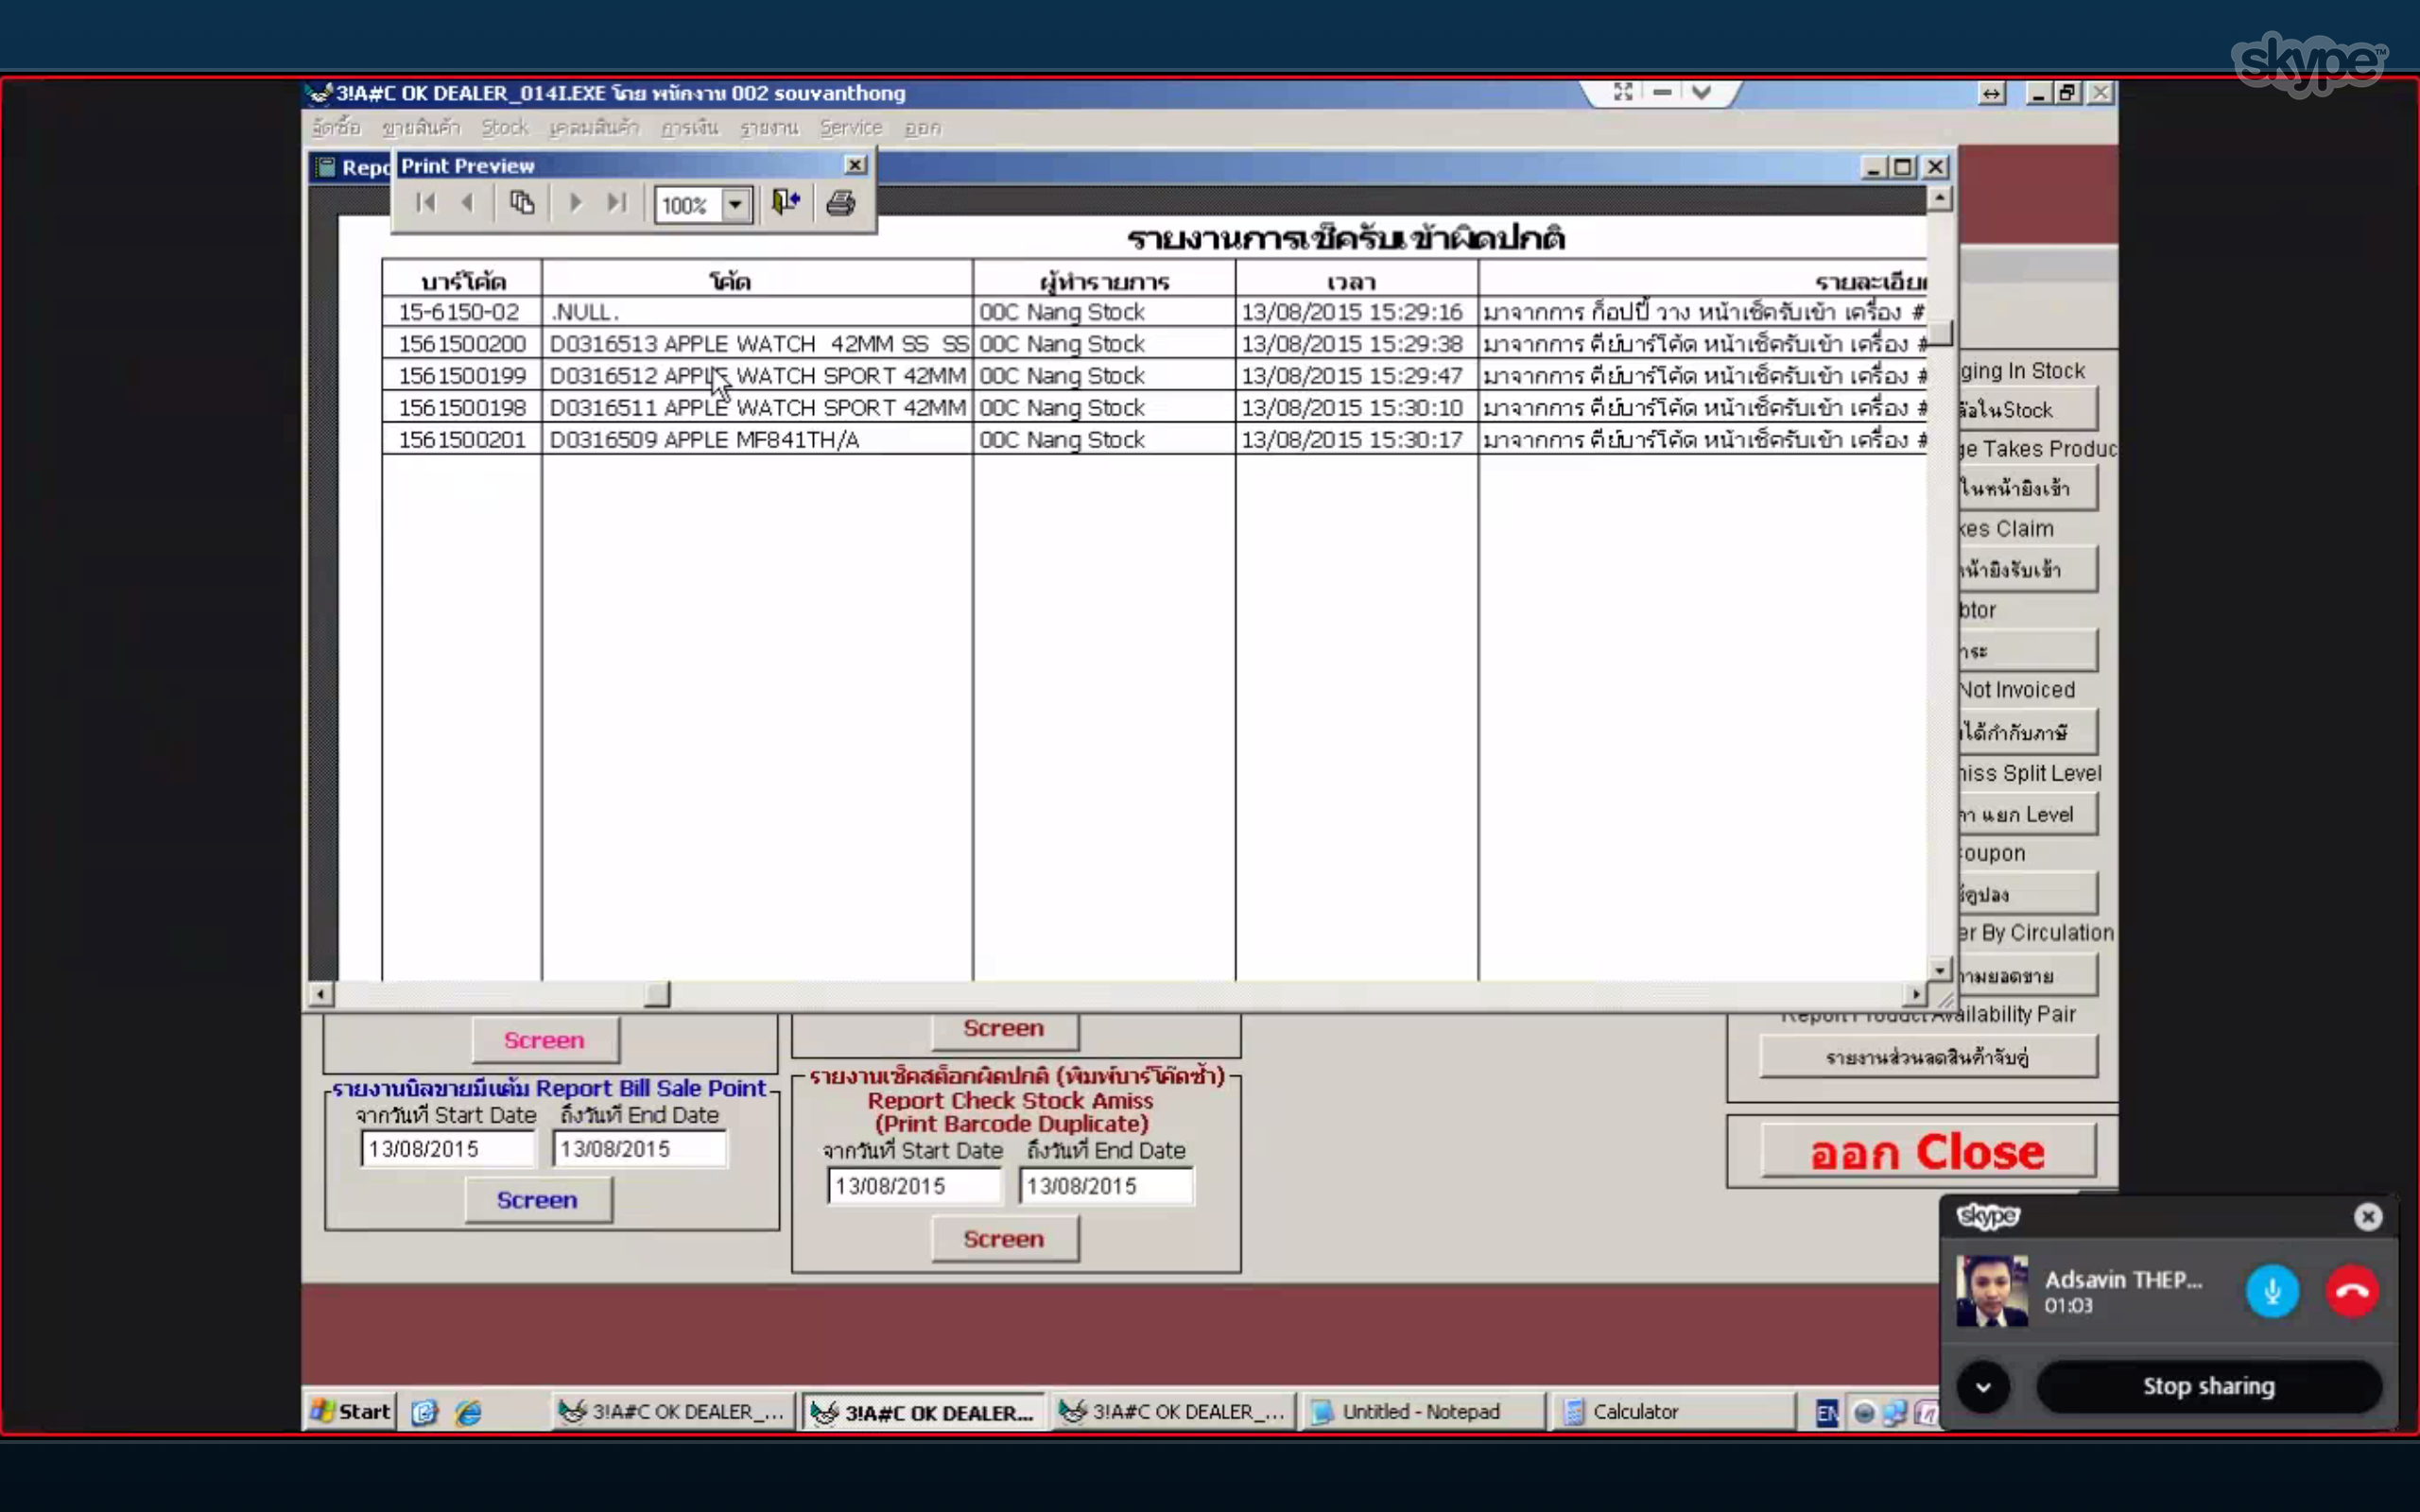 skype™
3!A#C OK DEALER_014I.EXE โดย พนักงาน 002 souvanthong
จัดซื้อ ขายสินค้า Stock เคลมสินค้า การเงิน รายงาน Service ออก
Repo
Print Preview
100%
รายงานการเช็ครับเข้าผิดปกติ
บาร์โค้ด โค้ด ผู้ทำรายการ เวลา รายละเอีย
15-6150-02 .NULL. 00C Nang Stock 13/08/2015 15:29:16 มาจากการ ก็อปปี้ วาง หน้าเช็ครับเข้า เครื่อง #
1561500200 D0316513 APPLE WATCH 42MM SS SS 00C Nang Stock 13/08/2015 15:29:38 มาจากการ คีย์บาร์โค้ด หน้าเช็ครับเข้า เครื่อง #
1561500199 D0316512 APPLE WATCH SPORT 42MM 00C Nang Stock 13/08/2015 15:29:47 มาจากการ คีย์บาร์โค้ด หน้าเช็ครับเข้า เครื่อง #
1561500198 D0316511 APPLE WATCH SPORT 42MM 00C Nang Stock 13/08/2015 15:30:10 มาจากการ คีย์บาร์โค้ด หน้าเช็ครับเข้า เครื่อง #
1561500201 D0316509 APPLE MF841TH/A 00C Nang Stock 13/08/2015 15:30:17 มาจากการ คีย์บาร์โค้ด หน้าเช็ครับเข้า เครื่อง #
ging In Stock
ลือในStock
ge Takes Produc
ในหน้ายิงเข้า
kes Claim
หน้ายิงรับเข้า
btor
าระ
Not Invoiced
ได้กำกับภาษี
niss Split Level
แยก Level
oupon
คูปอง
er By Circulation
ตามยอดขาย
Report Product Availability Pair
รายงานส่วนลดสินค้าจับคู่
Screen
Screen
รายงานบิลขายมีแต้ม Report Bill Sale Point
จากวันที่ Start Date ถึงวันที่ End Date
13/08/2015 13/08/2015
Screen
รายงานเช็คสต็อกผิดปกติ (พิมพ์บาร์โค๊ดซ้ำ)
Report Check Stock Amiss
(Print Barcode Duplicate)
จากวันที่ Start Date ถึงวันที่ End Date
13/08/2015 13/08/2015
Screen
ออก Close
skype
Adsavin THEP...
01:03
Stop sharing
Start 3!A#C OK DEALER_... 3!A#C OK DEALER... 3!A#C OK DEALER_... Untitled - Notepad Calculator EN